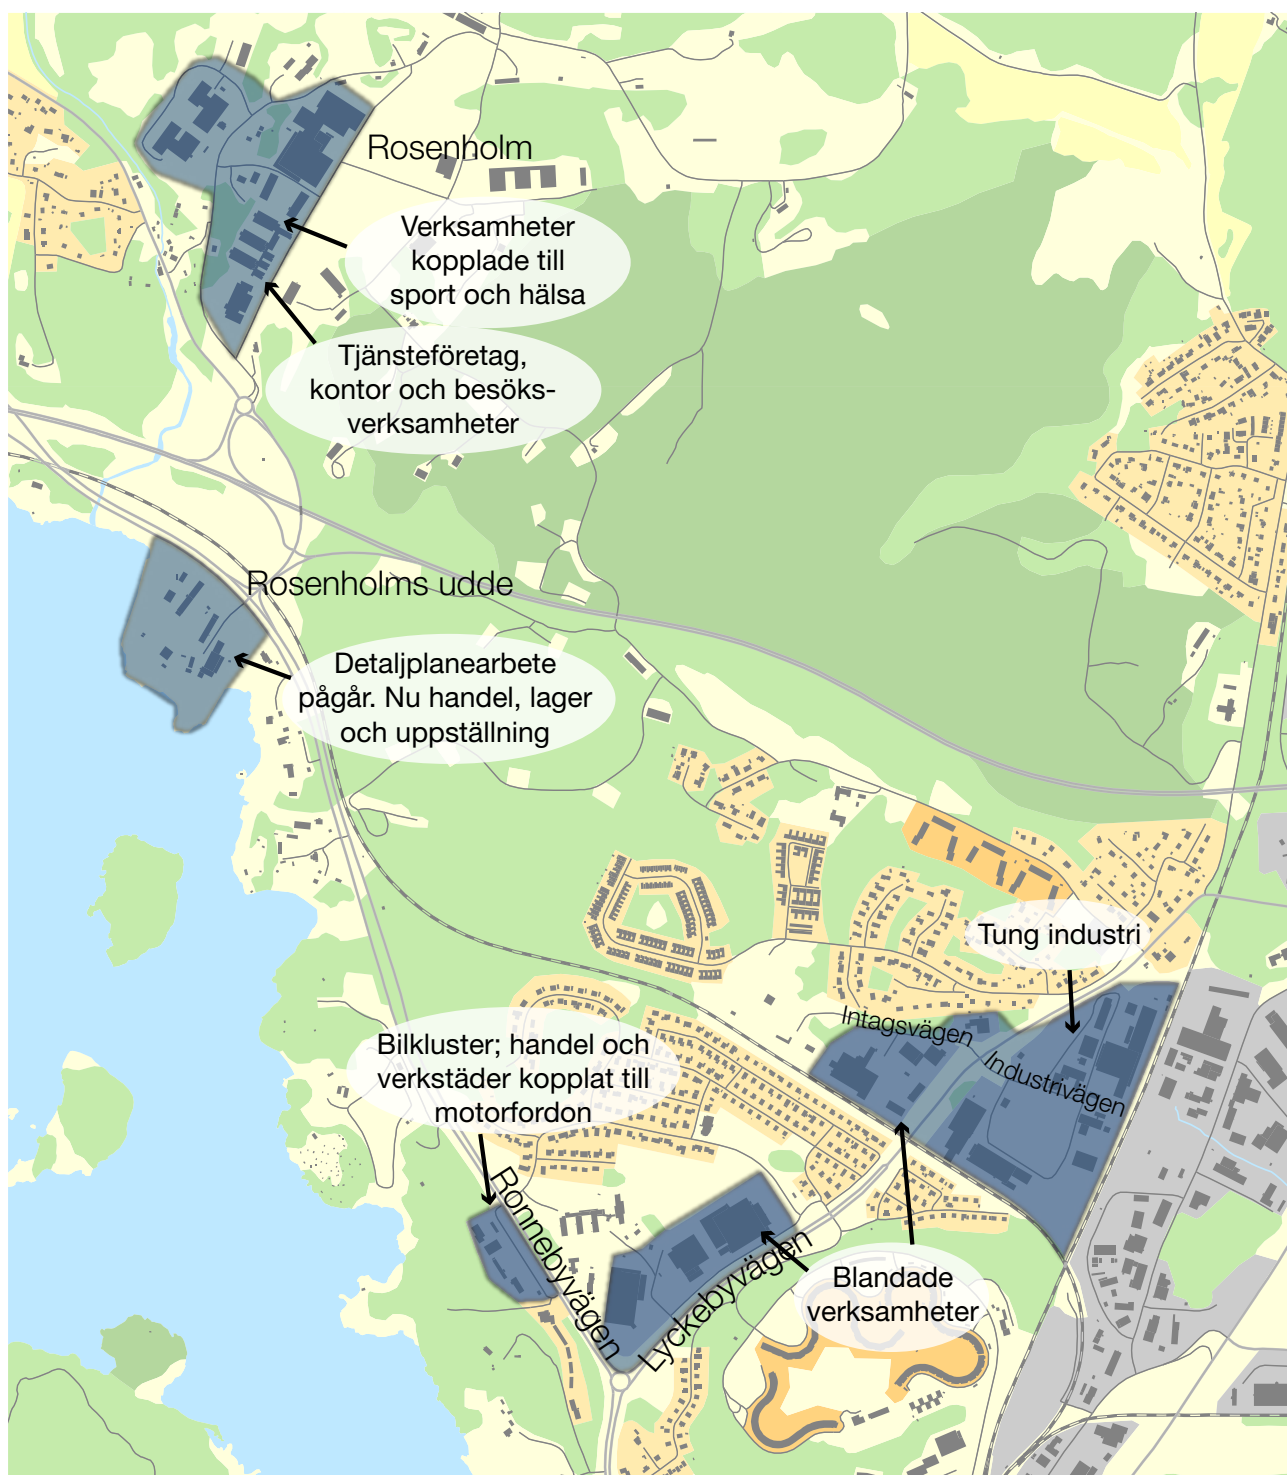 Rosenholm
Verksamheter
kopplade till
sport och hälsa
Tjänsteföretag,
kontor och besöks-
verksamheter
Rosenholms udde
Detaljplanearbete
pågår. Nu handel, lager
och uppställning
Tung industri
Intagsvägen
Industrivägen
Bilkluster; handel och
verkstäder kopplat till
motorfordon
Ronnebyvägen
Lyckebyvägen
Blandade
verksamheter